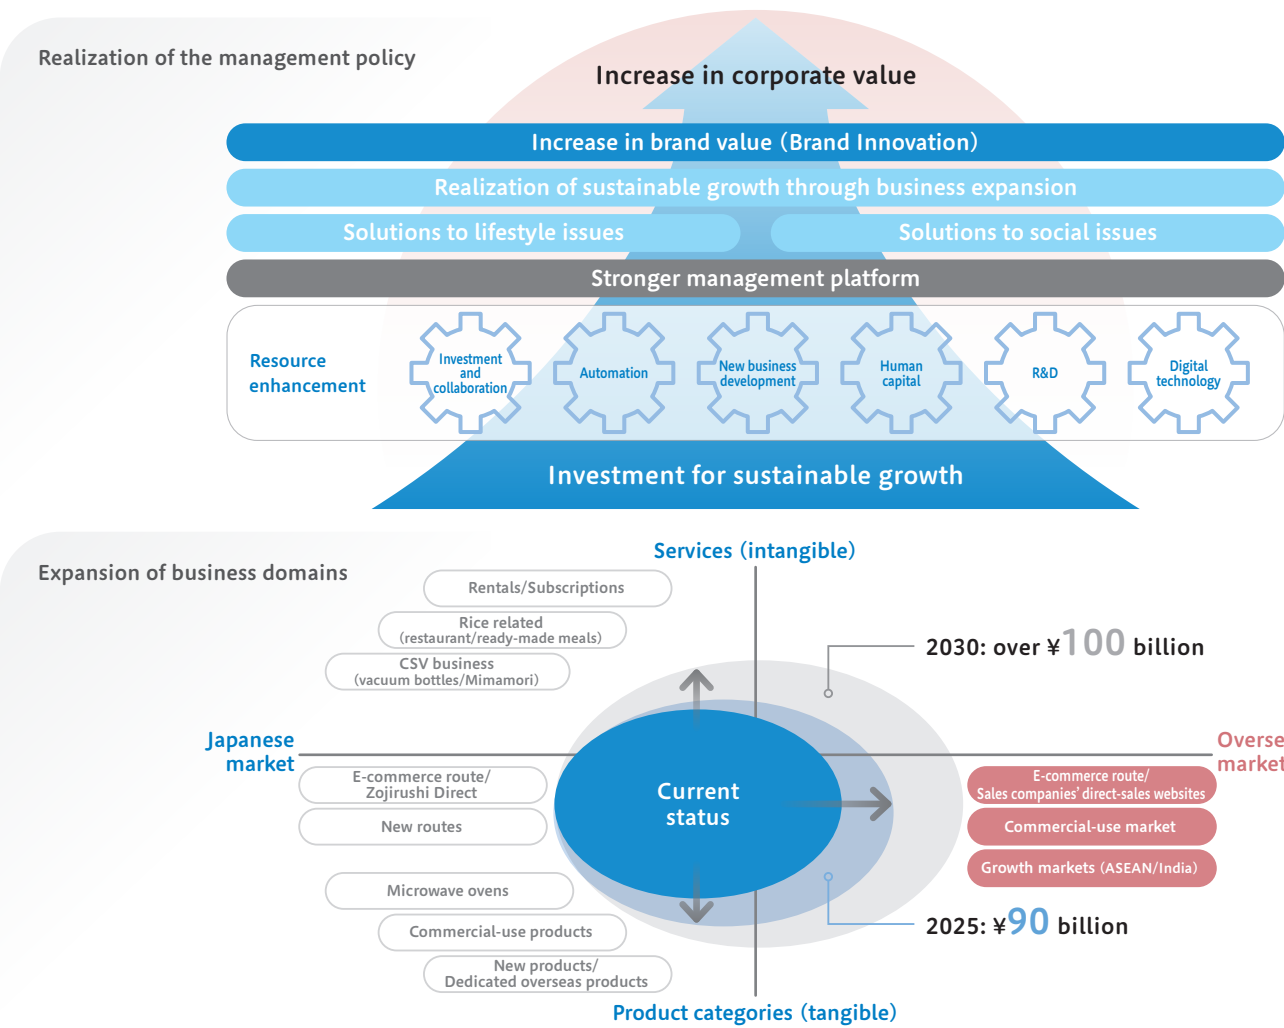 Realization of the management policy
Increase in corporate value
Increase in brand value (Brand Innovation)
Realization of sustainable growth through business expansion
Solutions to lifestyle issues
Solutions to social issues
Stronger management platform
Resource
enhancement
Investment
and
collaboration
Automation
New business
development
Human
capital
R&D
Digital
technology
Investment for sustainable growth
Expansion of business domains
Services (intangible)
Rentals/Subscriptions
Rice related
(restaurant/ready-made meals)
CSV business
(vacuum bottles/Mimamori)
2030: over ¥100 billion
Japanese
market
Overse
market
E-commerce route/
Zojirushi Direct
New routes
Current
status
E-commerce route/
Sales companies' direct-sales websites
Commercial-use market
Growth markets (ASEAN/India)
Microwave ovens
Commercial-use products
New products/
Dedicated overseas products
2025: ¥90 billion
Product categories (tangible)